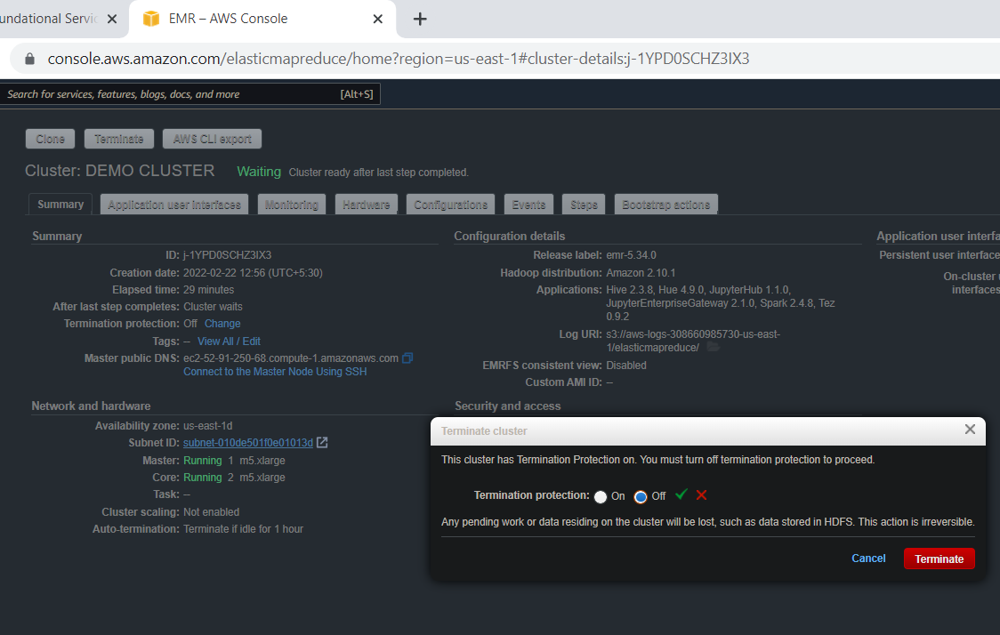 undational Servic
EMR – AWS Console
console.aws.amazon.com/elasticmapreduce/home?region=us-east-1#cluster-details:j-1YPD0SCHZ3IX3
Search for services, features, blogs, docs, and more [Alt+S]
Clone Terminate AWS CLI export
Cluster: DEMO CLUSTER Waiting Cluster ready after last step completed.
Summary Application user interfaces Monitoring Hardware Configurations Events Steps Bootstrap actions
Summary
ID: j-1YPD0SCHZ3IX3
Creation date: 2022-02-22 12:56 (UTC+5:30)
Elapsed time: 29 minutes
After last step completes: Cluster waits
Termination protection: Off Change
Tags: -- View All / Edit
Master public DNS: ec2-52-91-250-68.compute-1.amazonaws.com
Connect to the Master Node Using SSH
Configuration details
Release label: emr-5.34.0
Hadoop distribution: Amazon 2.10.1
Applications: Hive 2.3.8, Hue 4.9.0, JupyterHub 1.1.0,
JupyterEnterpriseGateway 2.1.0, Spark 2.4.8, Tez
0.9.2
Log URI: s3://aws-logs-308660985730-us-east-
1/elasticmapreduce/
EMRFS consistent view: Disabled
Custom AMI ID: --
Application user interfa
Persistent user interface
On-cluster u
interfaces
Network and hardware
Availability zone: us-east-1d
Subnet ID: subnet-010de501f0e01013d
Master: Running 1 m5.xlarge
Core: Running 2 m5.xlarge
Task: --
Cluster scaling: Not enabled
Auto-termination: Terminate if idle for 1 hour
Security and access
Terminate cluster
This cluster has Termination Protection on. You must turn off termination protection to proceed.
Termination protection: On Off
Any pending work or data residing on the cluster will be lost, such as data stored in HDFS. This action is irreversible.
Cancel Terminate